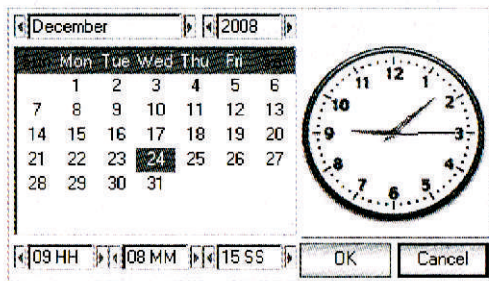 December 2008
Mon Tue Wed Thu Fri
1 2 3 4 5 6
7 8 9 10 11 12 13
14 15 16 17 18 19 20
21 22 23 24 25 26 27
28 29 30 31
12 1 2 3 4 5 6 7 8 9 10 11
09 HH 08 MM 15 SS OK Cancel